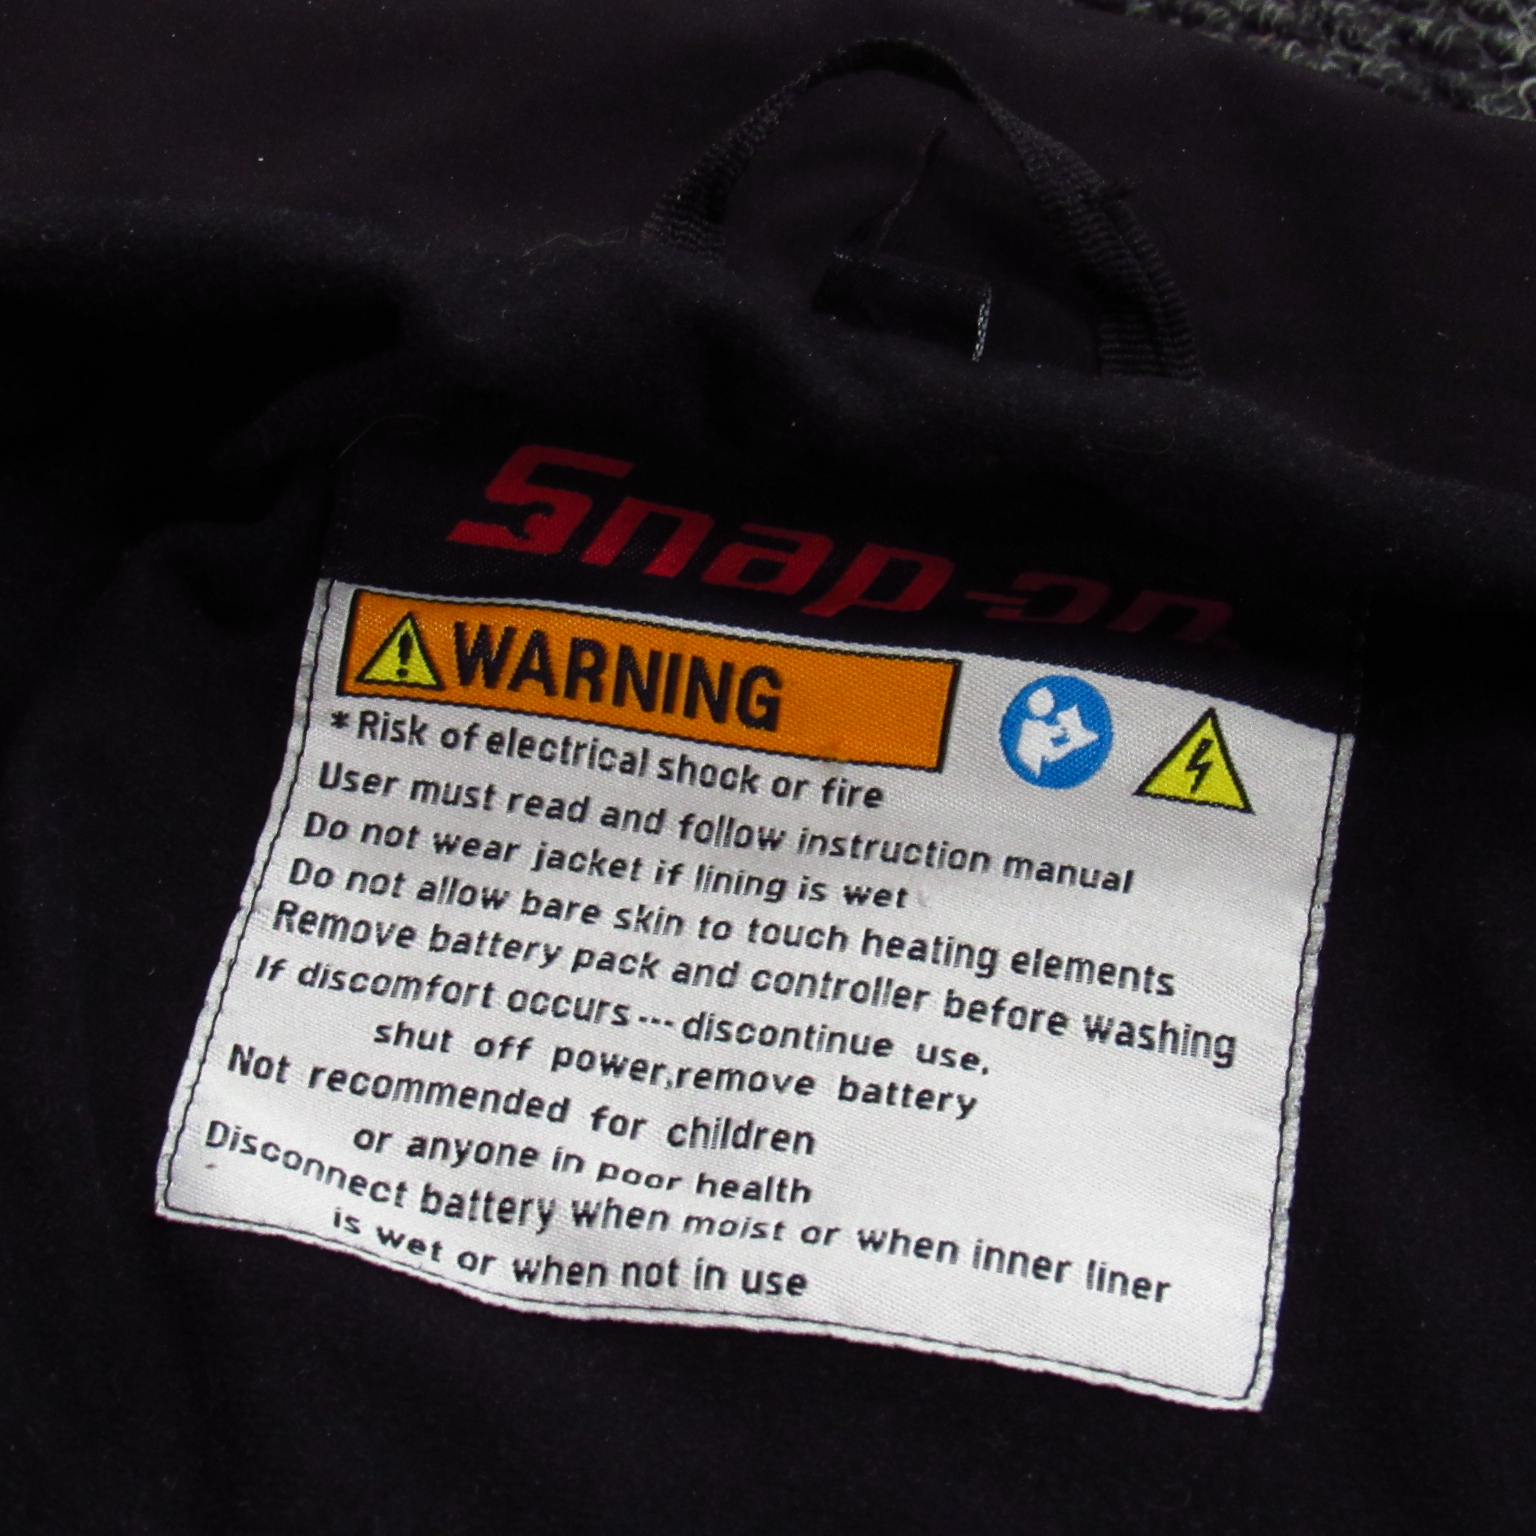 Snap-on
WARNING
*Risk of electrical shock or fire
User must read and follow instruction manual
Do not wear jacket if lining is wet
Do not allow bare skin to touch heating elements
Remove battery pack and controller before washing
If discomfort occurs---discontinue use.
shut off power,remove battery
Not recommended for children
or anyone in poor health
Disconnect battery when moist or when inner liner
is wet or when not in use